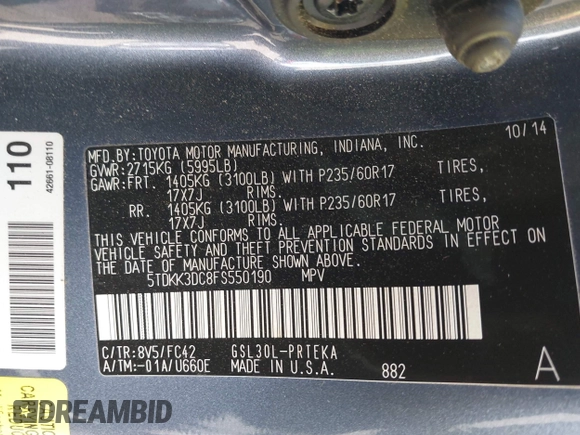 110
42661-08110
MFD.BY:TOYOTA MOTOR MANUFACTURING, INDIANA, INC. 10/14
GVWR:2715KG (5995LB)
GAWR:FRT. 1405KG (3100LB) WITH P235/60R17 TIRES,
17X7J RIMS.
RR. 1405KG (3100LB) WITH P235/60R17 TIRES,
17X7J RIMS.
THIS VEHICLE CONFORMS TO ALL APPLICABLE FEDERAL MOTOR
VEHICLE SAFETY AND THEFT PREVENTION STANDARDS IN EFFECT ON
THE DATE OF MANUFACTURE SHOWN ABOVE.
5TDKK3DC8FS550190 MPV
C/TR:8V5/FC42 GSL30L-PRTEKA
A/TM:-01A/U660E MADE IN U.S.A. 882 A
DREAMBID